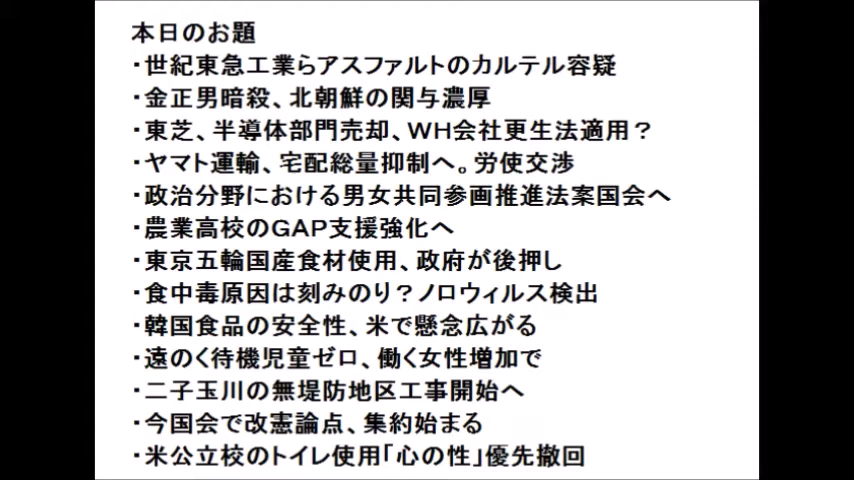 本日のお題
・世紀東急工業らアスファルトのカルテル容疑
・金正男暗殺、北朝鮮の関与濃厚
・東芝、半導体部門売却、WH会社更生法適用？
・ヤマト運輸、宅配総量抑制へ。労使交渉
・政治分野における男女共同参画推進法案国会へ
・農業高校のGAP支援強化へ
・東京五輪国産食材使用、政府が後押し
・食中毒原因は刻みのり？ノロウィルス検出
・韓国食品の安全性、米で懸念広がる
・遠のく待機児童ゼロ、働く女性増加で
・二子玉川の無堤防地区工事開始へ
・今国会で改憲論点、集約始まる
・米公立校のトイレ使用「心の性」優先撤回